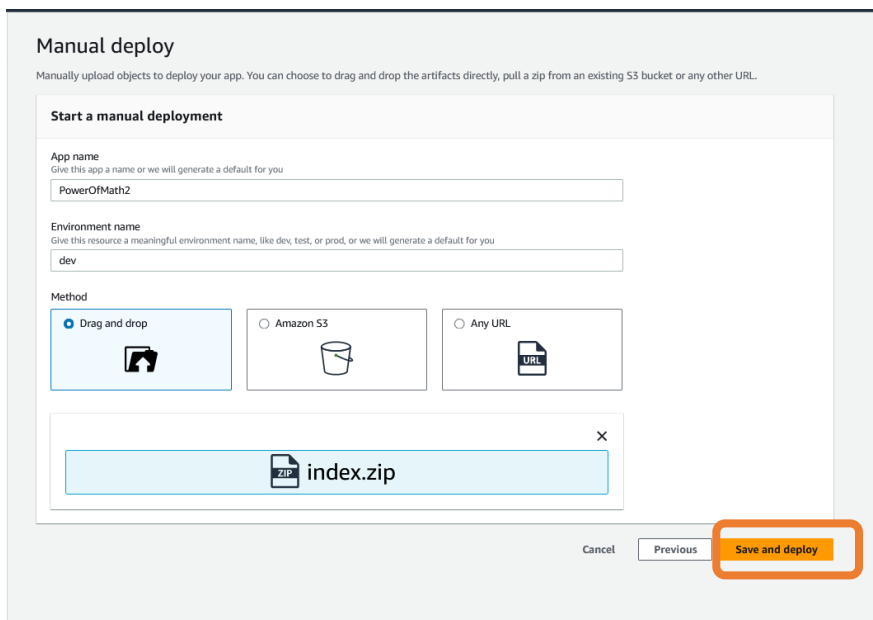 Manual deploy
Manually upload objects to deploy your app. You can choose to drag and drop the artifacts directly, pull a zip from an existing S3 bucket or any other URL.
Start a manual deployment
App name
Give this app a name or we will generate a default for you
PowerOfMath2
Environment name
Give this resource a meaningful environment name, like dev, test, or prod, or we will generate a default for you
dev
Method
Drag and drop
Amazon S3
Any URL
URL
ZIP index.zip
Cancel Previous Save and deploy